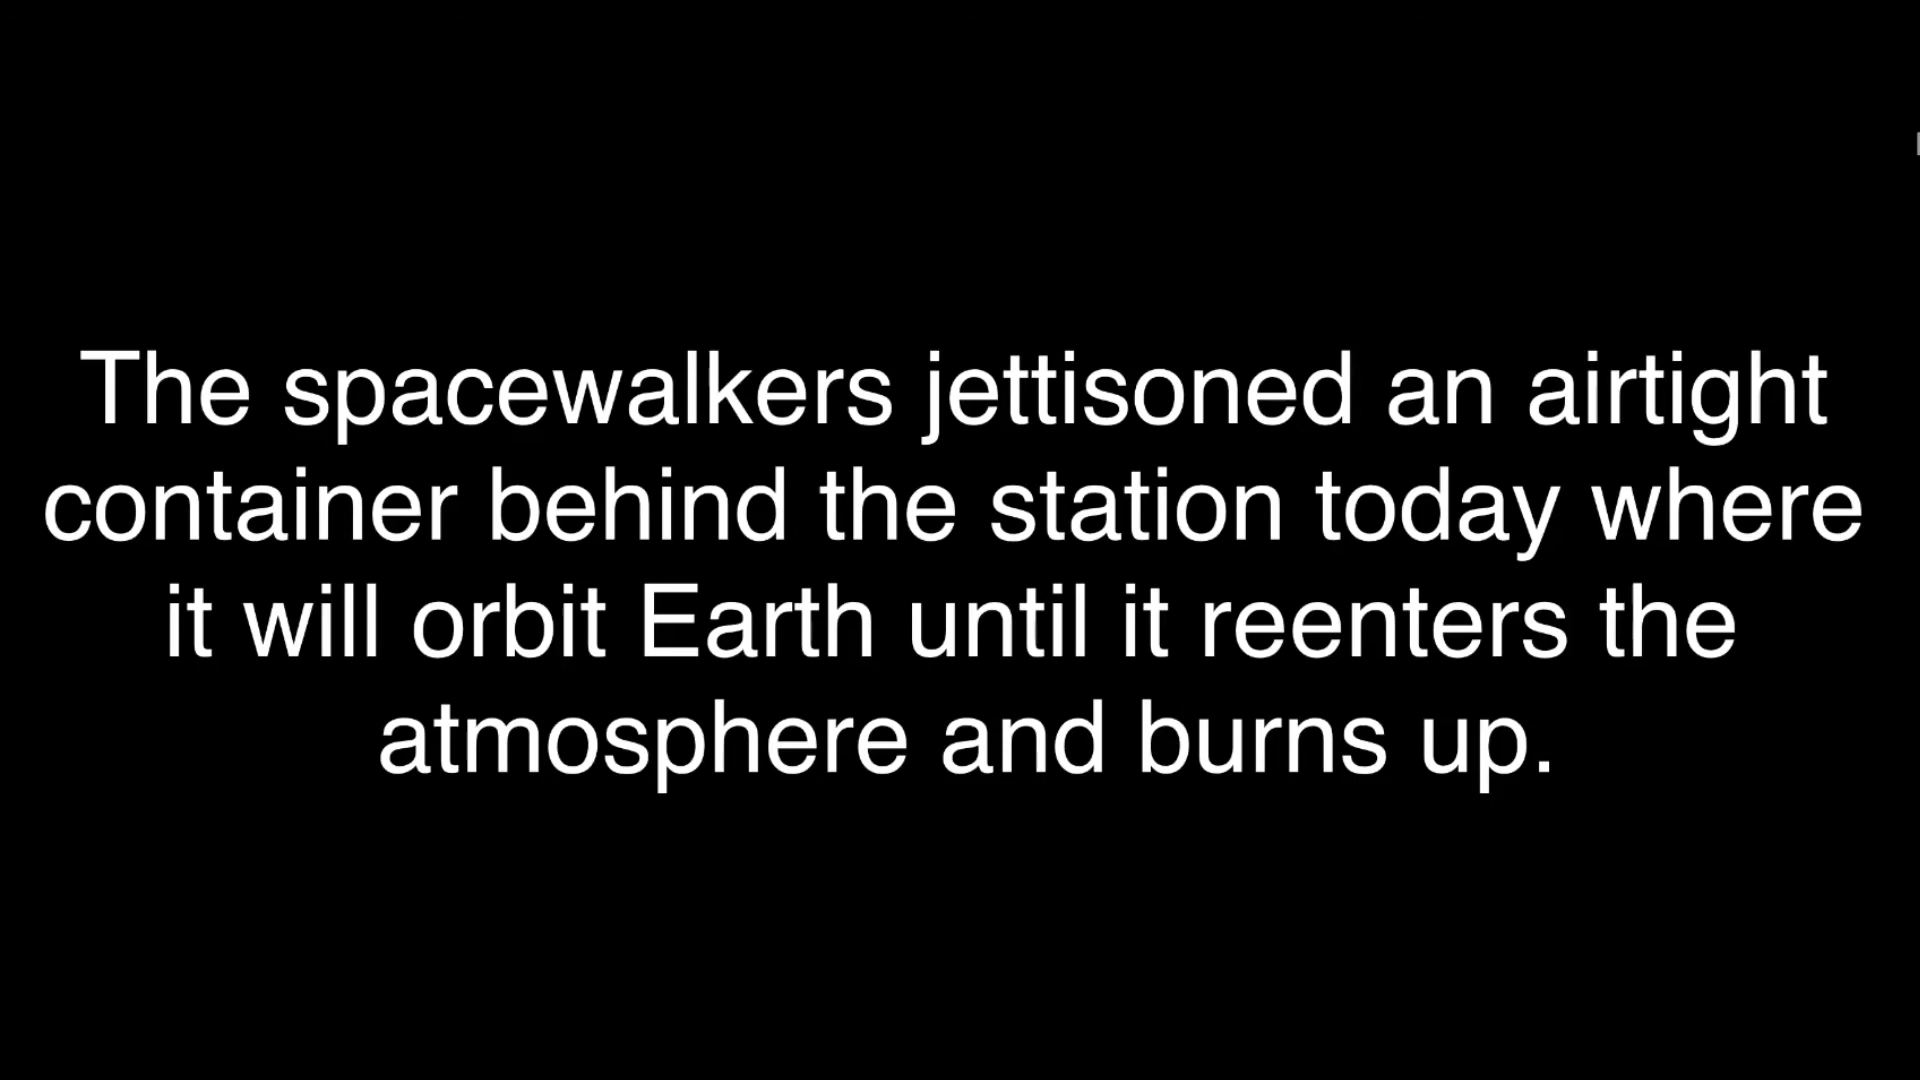 The spacewalkers jettisoned an airtight
container behind the station today where
it will orbit Earth until it reenters the
atmosphere and burns up.